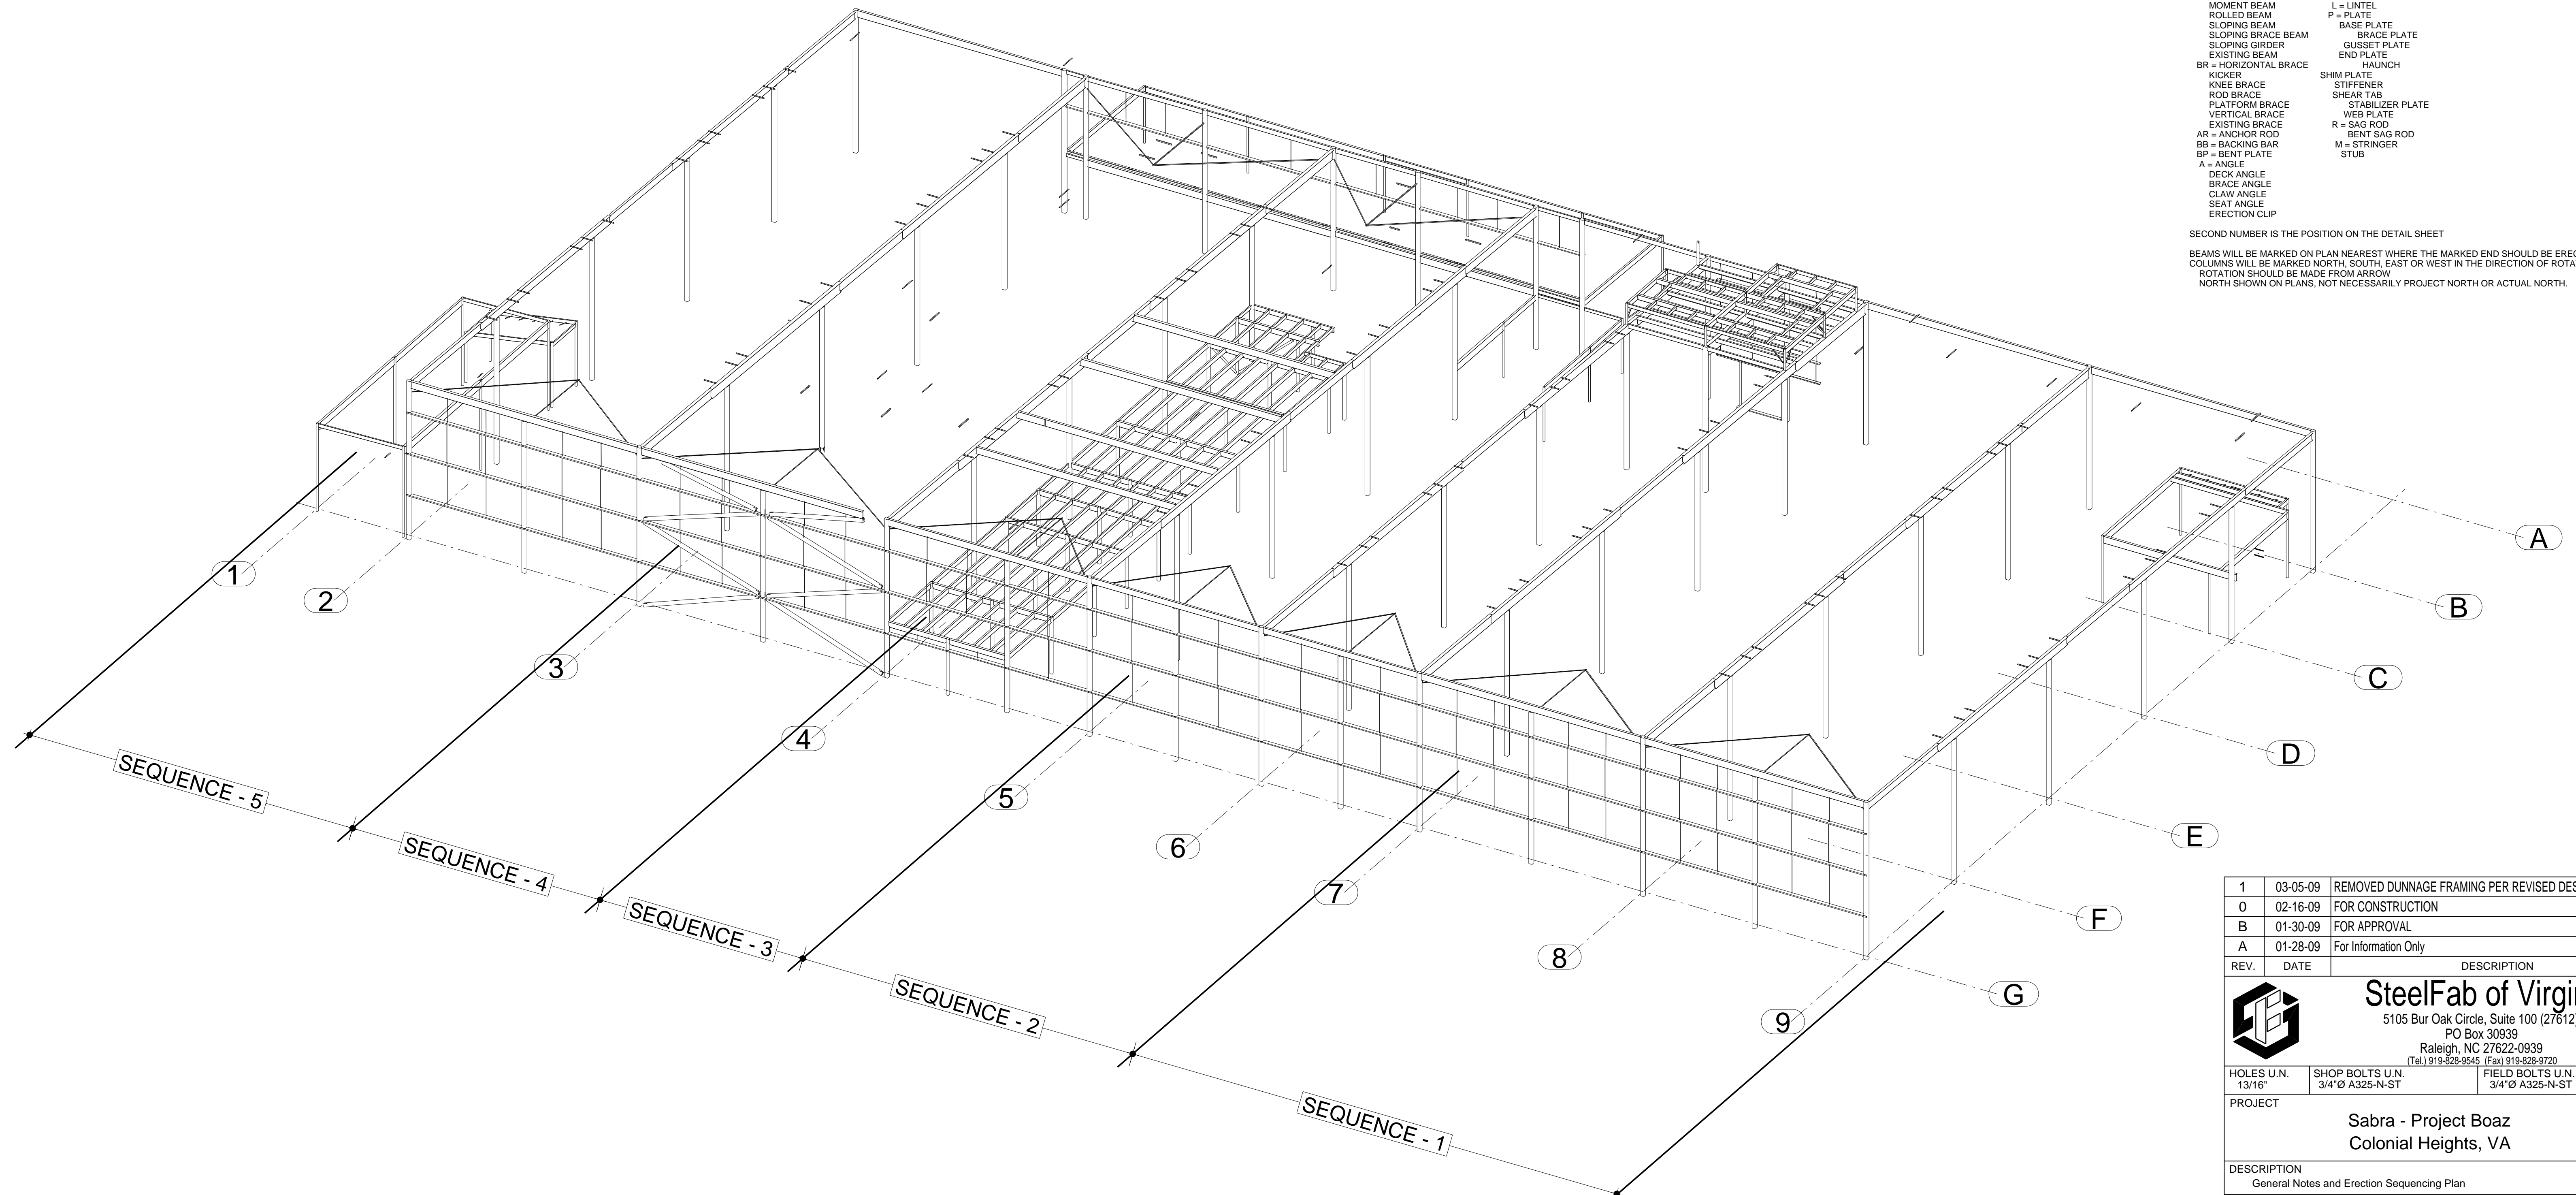 MOMENT BEAM L = LINTEL
ROLLED BEAM P = PLATE
SLOPING BEAM BASE PLATE
SLOPING BRACE BEAM BRACE PLATE
SLOPING GIRDER GUSSET PLATE
EXISTING BEAM END PLATE
BR = HORIZONTAL BRACE HAUNCH
KICKER SHIM PLATE
KNEE BRACE STIFFENER
ROD BRACE SHEAR TAB
PLATFORM BRACE STABILIZER PLATE
VERTICAL BRACE WEB PLATE
EXISTING BRACE R = SAG ROD
AR = ANCHOR ROD BENT SAG ROD
BB = BACKING BAR M = STRINGER
BP = BENT PLATE STUB
A = ANGLE
DECK ANGLE
BRACE ANGLE
CLAW ANGLE
SEAT ANGLE
ERECTION CLIP
SECOND NUMBER IS THE POSITION ON THE DETAIL SHEET
BEAMS WILL BE MARKED ON PLAN NEAREST WHERE THE MARKED END SHOULD BE EREC
COLUMNS WILL BE MARKED NORTH, SOUTH, EAST OR WEST IN THE DIRECTION OF ROTA
ROTATION SHOULD BE MADE FROM ARROW
NORTH SHOWN ON PLANS, NOT NECESSARILY PROJECT NORTH OR ACTUAL NORTH.
A
B
C
D
E
F
G
1
2
3
4
5
6
7
8
9
SEQUENCE - 5
SEQUENCE - 4
SEQUENCE - 3
SEQUENCE - 2
SEQUENCE - 1
1 03-05-09 REMOVED DUNNAGE FRAMING PER REVISED DES
0 02-16-09 FOR CONSTRUCTION
B 01-30-09 FOR APPROVAL
A 01-28-09 For Information Only
REV. DATE DESCRIPTION
SteelFab of Virgin
5105 Bur Oak Circle, Suite 100 (27612)
PO Box 30939
Raleigh, NC 27622-0939
(Tel.) 919-828-9545 (Fax) 919-828-9720
HOLES U.N. SHOP BOLTS U.N. FIELD BOLTS U.N.
13/16" 3/4"Ø A325-N-ST 3/4"Ø A325-N-ST
PROJECT
Sabra - Project Boaz
Colonial Heights, VA
DESCRIPTION
General Notes and Erection Sequencing Plan